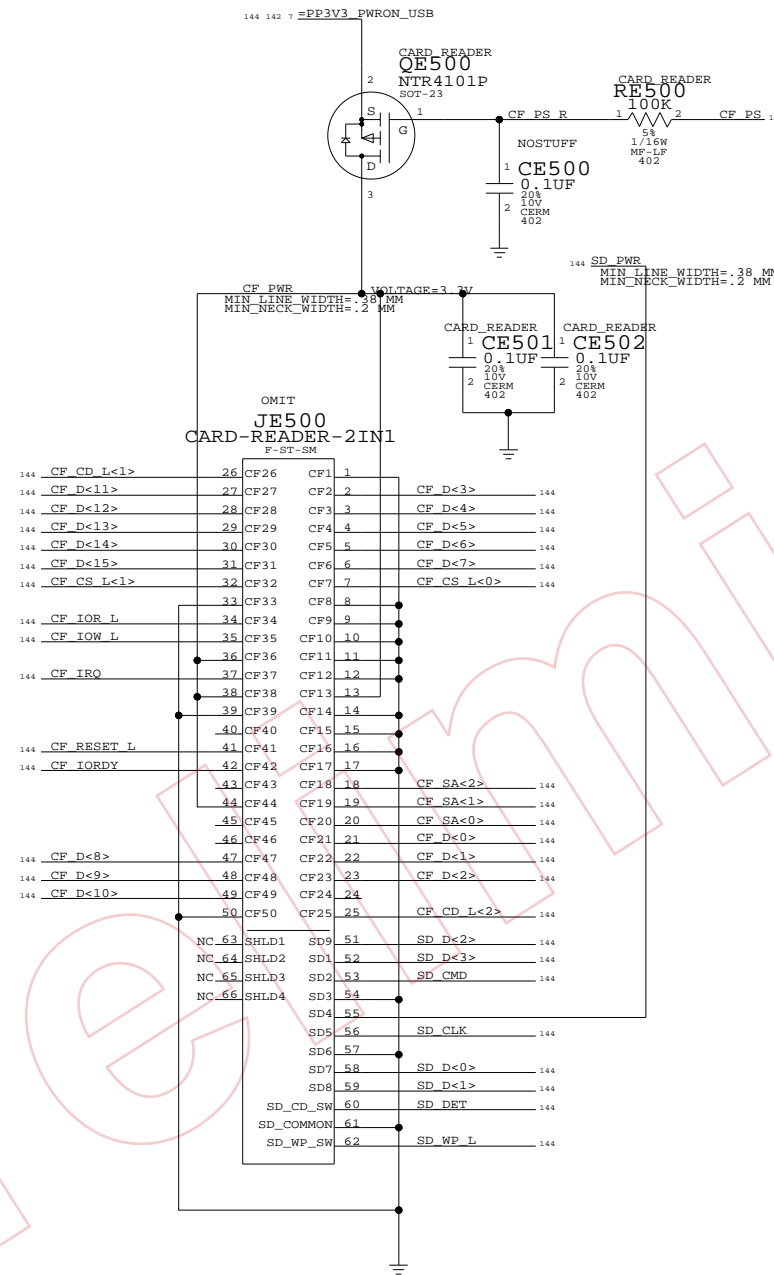 144 142 7 =PP3V3_PWRON_USB
CARD_READER
QE500
NTR4101P
SOT-23
2
S
G
1
D
3
CF_PS_R
CARD_READER
RE500
100K
1
2
5%
1/16W
MF-LF
402
CF_PS
NOSTUFF
1
CE500
0.1UF
20%
10V
2
CERM
402
144 SD_PWR
MIN_LINE_WIDTH=.38 MM
MIN_NECK_WIDTH=.2 MM
CF_PWR
VOLTAGE=3.3V
MIN_LINE_WIDTH=.38 MM
MIN_NECK_WIDTH=.2 MM
CARD_READER
1
CE501
0.1UF
20%
10V
2
CERM
402
CARD_READER
1
CE502
0.1UF
20%
10V
2
CERM
402
OMIT
JE500
CARD-READER-2IN1
F-ST-SM
144 CF_CD_L<1> 26 CF26 CF1 1
144 CF_D<11> 27 CF27 CF2 2 CF_D<3> 144
144 CF_D<12> 28 CF28 CF3 3 CF_D<4> 144
144 CF_D<13> 29 CF29 CF4 4 CF_D<5> 144
144 CF_D<14> 30 CF30 CF5 5 CF_D<6> 144
144 CF_D<15> 31 CF31 CF6 6 CF_D<7> 144
144 CF_CS_L<1> 32 CF32 CF7 7 CF_CS_L<0> 144
33 CF33 CF8 8
144 CF_IOR_L 34 CF34 CF9 9
144 CF_IOW_L 35 CF35 CF10 10
36 CF36 CF11 11
144 CF_IRQ 37 CF37 CF12 12
38 CF38 CF13 13
39 CF39 CF14 14
40 CF40 CF15 15
144 CF_RESET_L 41 CF41 CF16 16
144 CF_IORDY 42 CF42 CF17 17
43 CF43 CF18 18 CF_SA<2> 144
44 CF44 CF19 19 CF_SA<1> 144
45 CF45 CF20 20 CF_SA<0> 144
46 CF46 CF21 21 CF_D<0> 144
144 CF_D<8> 47 CF47 CF22 22 CF_D<1> 144
144 CF_D<9> 48 CF48 CF23 23 CF_D<2> 144
144 CF_D<10> 49 CF49 CF24 24
50 CF50 CF25 25 CF_CD_L<2> 144
NC 63 SHLD1 SD9 51 SD_D<2> 144
NC 64 SHLD2 SD1 52 SD_D<3> 144
NC 65 SHLD3 SD2 53 SD_CMD 144
NC 66 SHLD4 SD3 54
SD4 55
SD5 56 SD_CLK 144
SD6 57
SD7 58 SD_D<0> 144
SD8 59 SD_D<1> 144
SD_CD_SW 60 SD_DET 144
SD_COMMON 61
SD_WP_SW 62 SD_WP_L 144
elimi